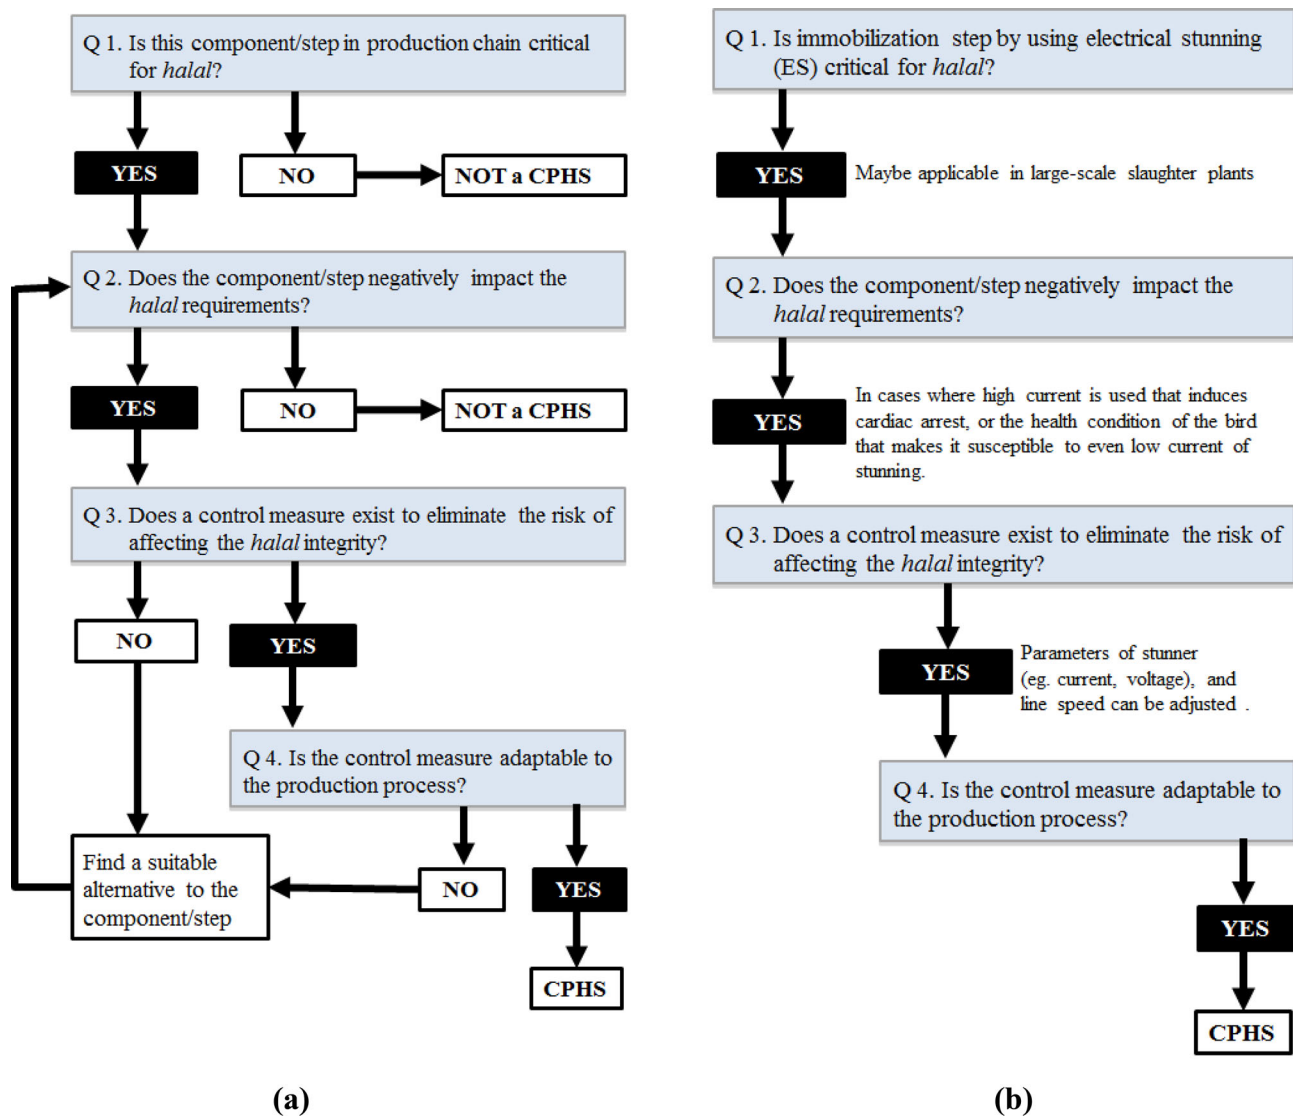 Q 1. Is this component/step in production chain critical
for halal?
YES
NO
NOT a CPHS
Q 2. Does the component/step negatively impact the
halal requirements?
YES
NO
NOT a CPHS
Q 3. Does a control measure exist to eliminate the risk of
affecting the halal integrity?
NO
YES
Q 4. Is the control measure adaptable to
the production process?
Find a suitable
alternative to the
component/step
NO
YES
CPHS
(a)
Q 1. Is immobilization step by using electrical stunning
(ES) critical for halal?
YES
Maybe applicable in large-scale slaughter plants
Q 2. Does the component/step negatively impact the
halal requirements?
YES
In cases where high current is used that induces
cardiac arrest, or the health condition of the bird
that makes it susceptible to even low current of
stunning.
Q 3. Does a control measure exist to eliminate the risk of
affecting the halal integrity?
YES
Parameters of stunner
(eg. current, voltage), and
line speed can be adjusted .
Q 4. Is the control measure adaptable to
the production process?
YES
CPHS
(b)